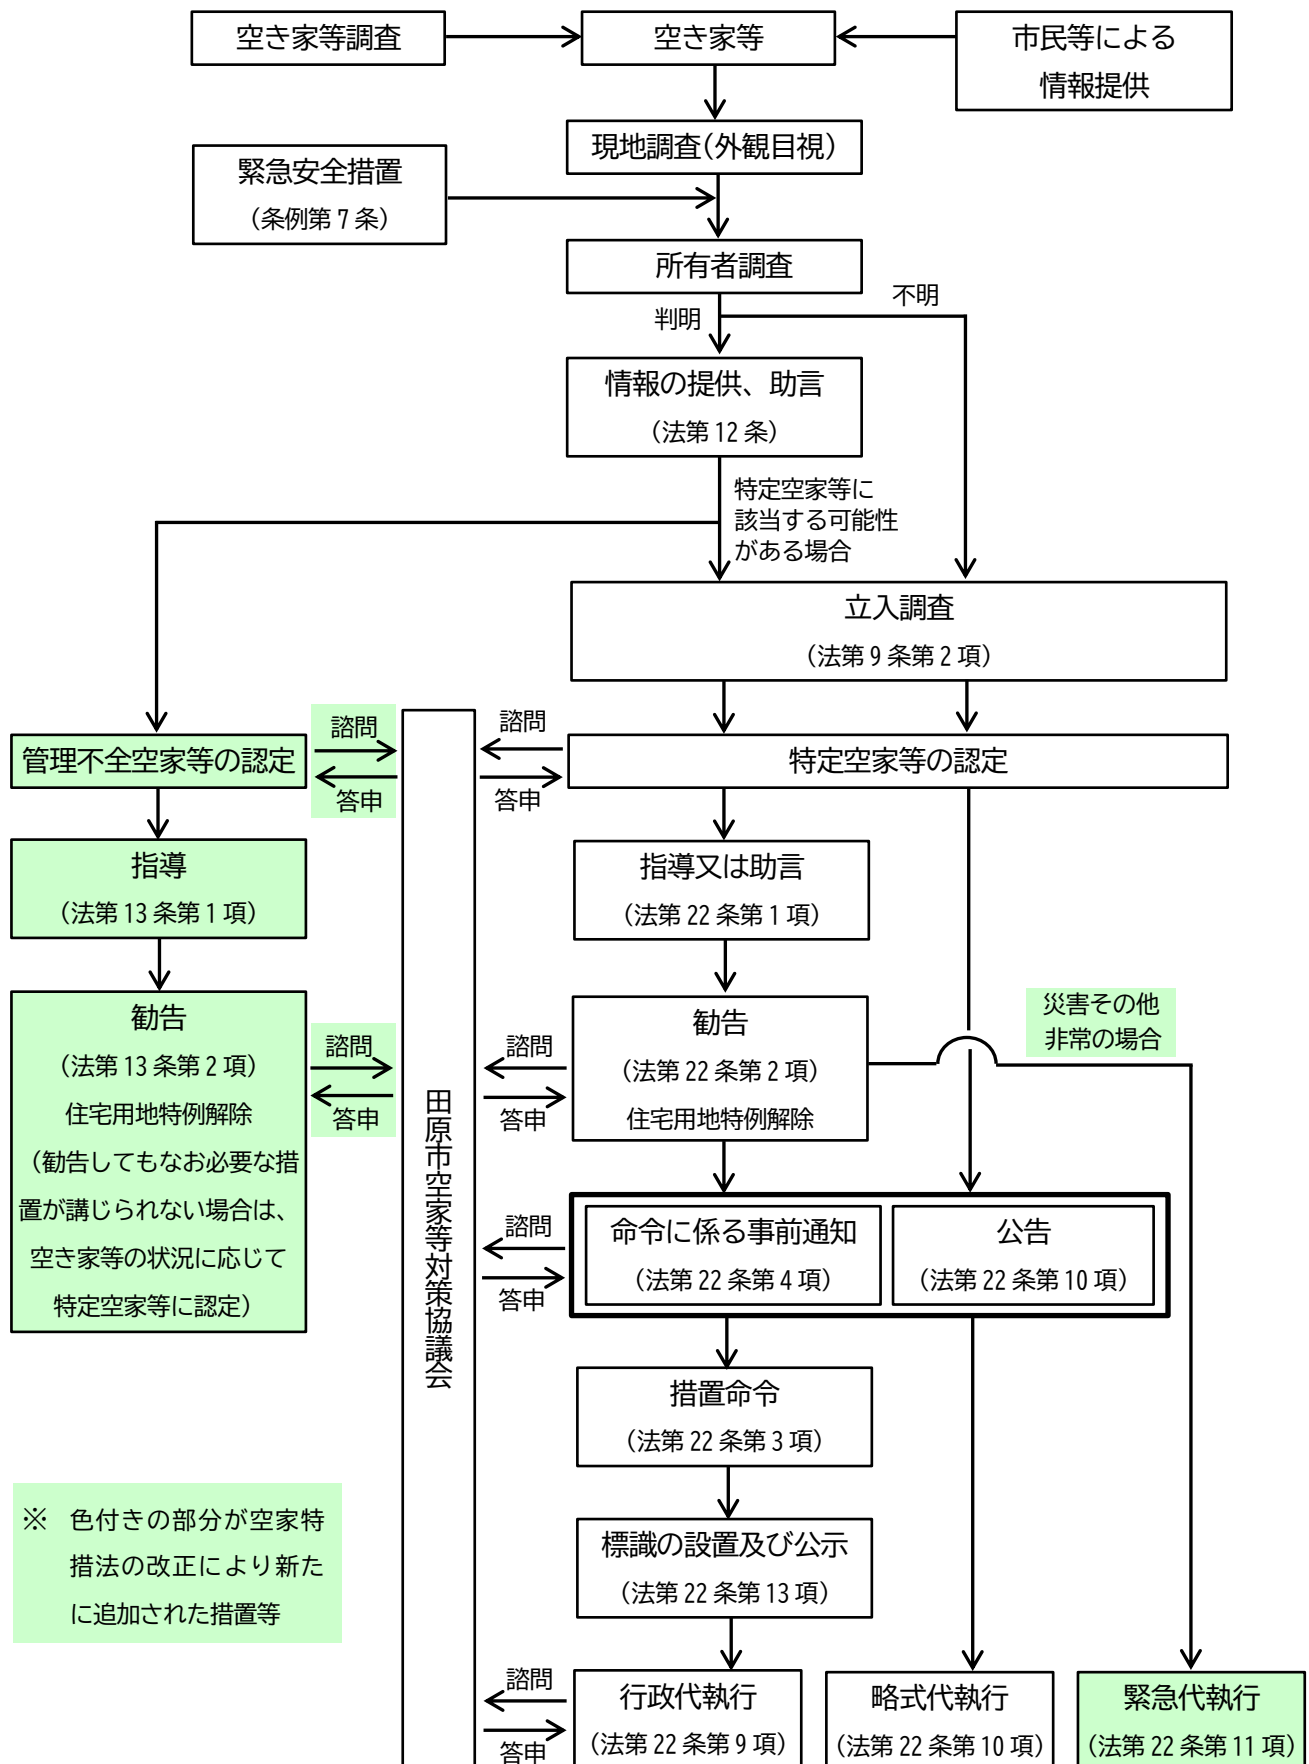 空き家等調査
空き家等
市民等による
情報提供
現地調査(外観目視)
緊急安全措置
(条例第7条)
所有者調査
不明
判明
情報の提供、助言
(法第12条)
特定空家等に
該当する可能性
がある場合
立入調査
(法第9条第2項)
諮問
諮問
管理不全空家等の認定
特定空家等の認定
答申
答申
指導
(法第13条第1項)
指導又は助言
(法第22条第1項)
勧告
(法第13条第2項)
住宅用地特例解除
(勧告してもなお必要な措
置が講じられない場合は、
空き家等の状況に応じて
特定空家等に認定)
諮問
答申
諮問
答申
勧告
(法第22条第2項)
住宅用地特例解除
災害その他
非常の場合
田原市空家等対策協議会
諮問
答申
命令に係る事前通知
(法第22条第4項)
公告
(法第22条第10項)
措置命令
(法第22条第3項)
標識の設置及び公示
(法第22条第13項)
※ 色付きの部分が空家特
措法の改正により新た
に追加された措置等
諮問
答申
行政代執行
(法第22条第9項)
略式代執行
(法第22条第10項)
緊急代執行
(法第22条第11項)